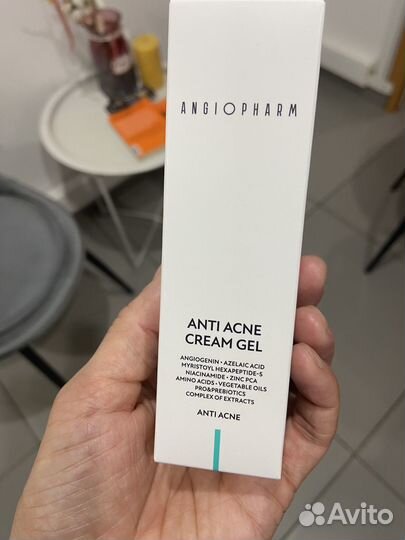 ANGIOPHARM
ANTI ACNE
CREAM GEL
ANGIOGENIN • AZELAIC ACID
MYRISTOYL HEXAPEPTIDE-5
NIACINAMIDE • ZINC PCA
AMINO ACIDS • VEGETABLE OILS
PRO&PREBIOTICS
COMPLEX OF EXTRACTS
ANTI ACNE
Avito